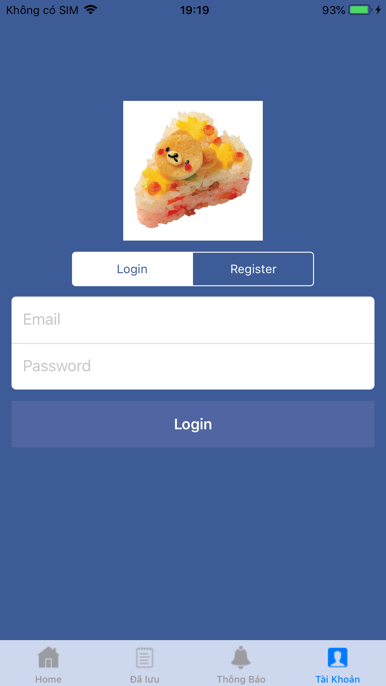 Không có SIM 19:19 93%
Login Register
Email
Password
Login
Home Đã lưu Thông Báo Tài Khoản